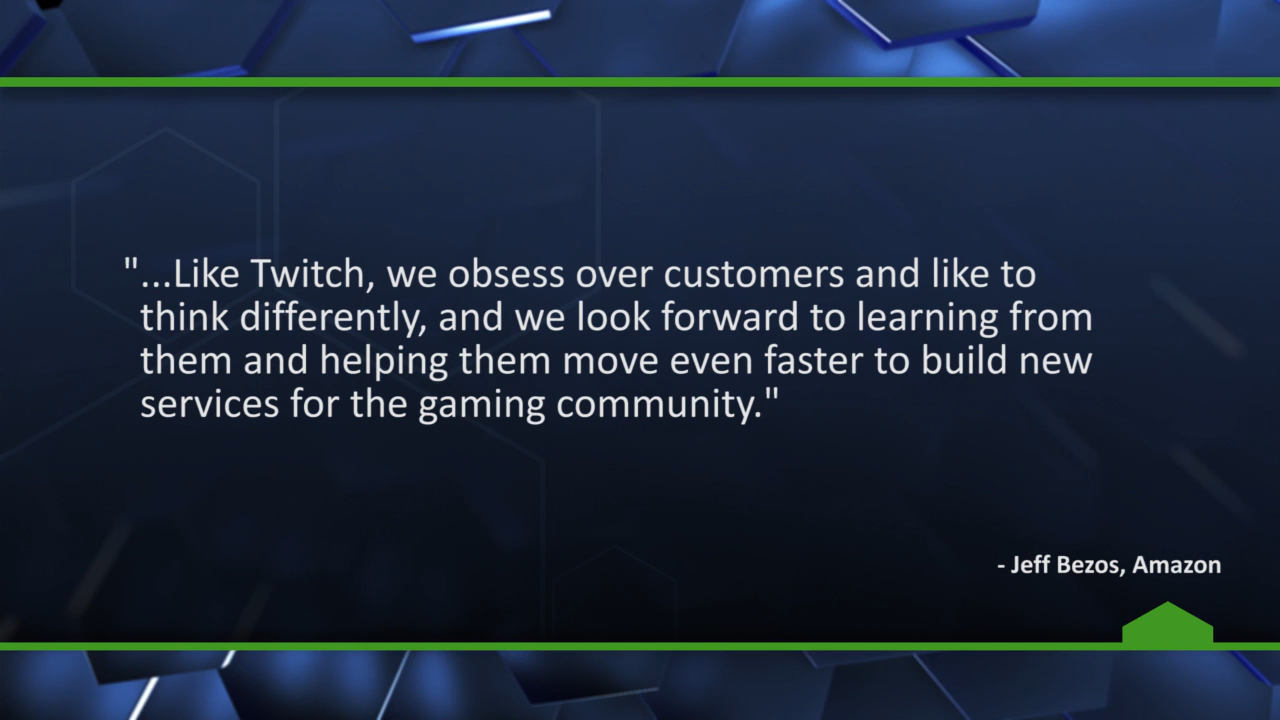 "...Like Twitch, we obsess over customers and like to
think differently, and we look forward to learning from
them and helping them move even faster to build new
services for the gaming community."
- Jeff Bezos, Amazon